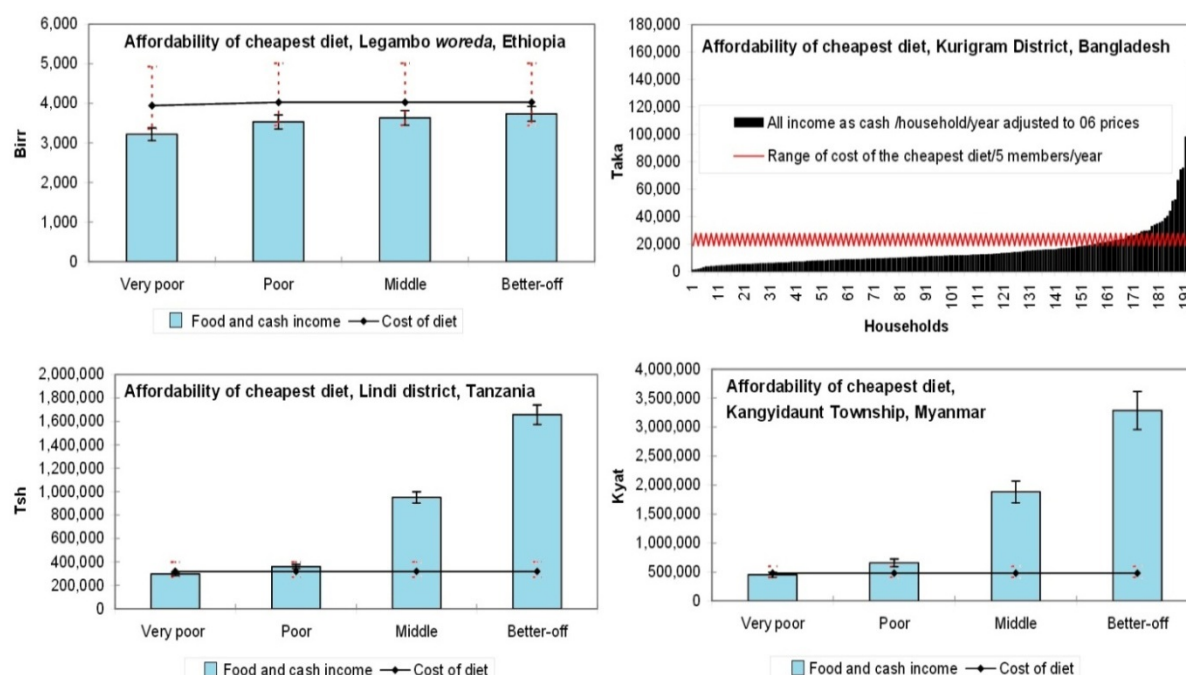 Affordability of cheapest diet, Legambo woreda, Ethiopia
6,000
5,000
4,000
3,000
2,000
1,000
0
Birr
Very poor
Poor
Middle
Better-off
Food and cash income
Cost of diet
Affordability of cheapest diet, Kurigram District, Bangladesh
180,000
160,000
140,000
120,000
100,000
80,000
60,000
40,000
20,000
0
Taka
All income as cash /household/year adjusted to 06 prices
Range of cost of the cheapest diet/5 members/year
1
11
21
31
41
51
61
71
81
91
101
111
121
131
141
151
161
171
181
191
Households
Affordability of cheapest diet, Lindi district, Tanzania
2,000,000
1,800,000
1,600,000
1,400,000
1,200,000
1,000,000
800,000
600,000
400,000
200,000
0
Tsh
Very poor
Poor
Middle
Better-off
Food and cash income
Cost of diet
Affordability of cheapest diet,
Kangyidaunt Township, Myanmar
4,000,000
3,500,000
3,000,000
2,500,000
2,000,000
1,500,000
1,000,000
500,000
0
Kyat
Very poor
Poor
Middle
Better-off
Food and cash income
Cost of diet